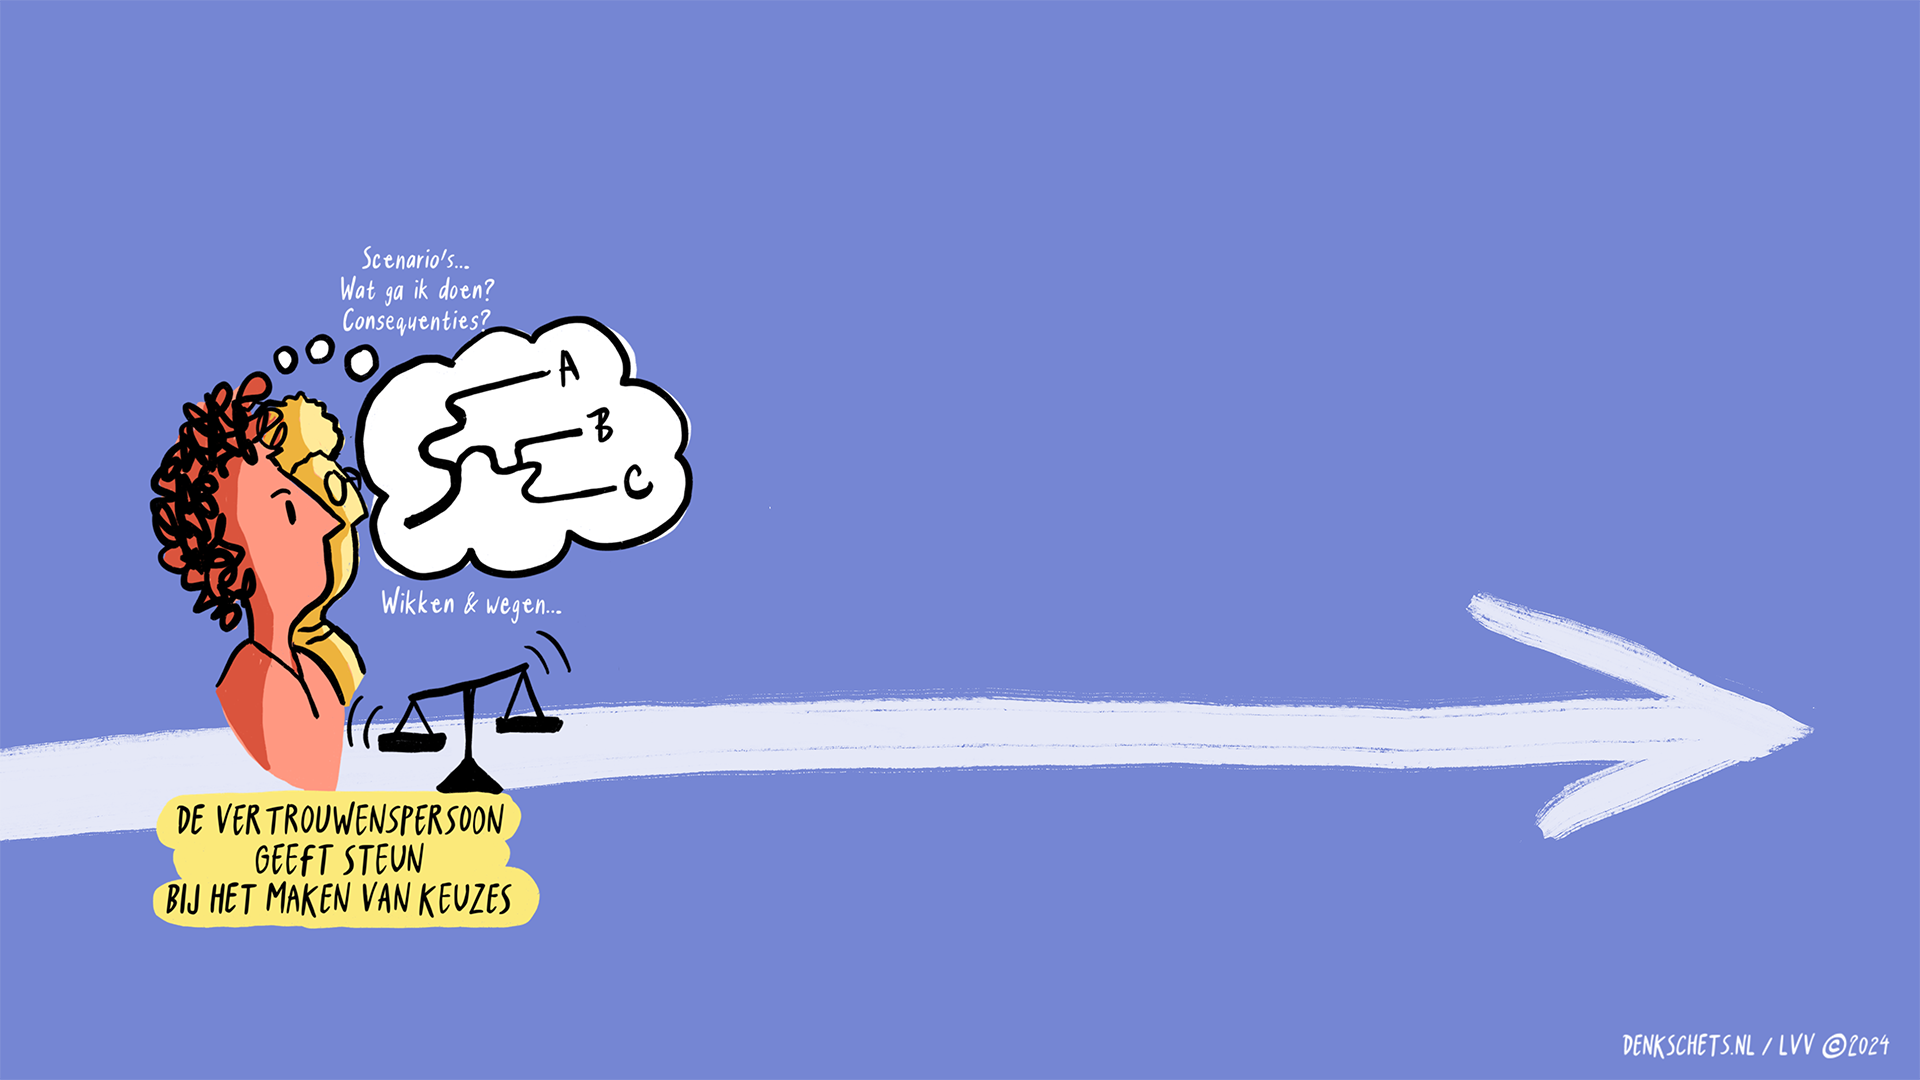 Scenario's...
Wat ga ik doen?
Consequenties?
A
B
C
Wikken & wegen...
DE VERTROUWENSPERSOON
GEEFT STEUN
BIJ HET MAKEN VAN KEUZES
DENKSCHETS.NL / LVV ©2024